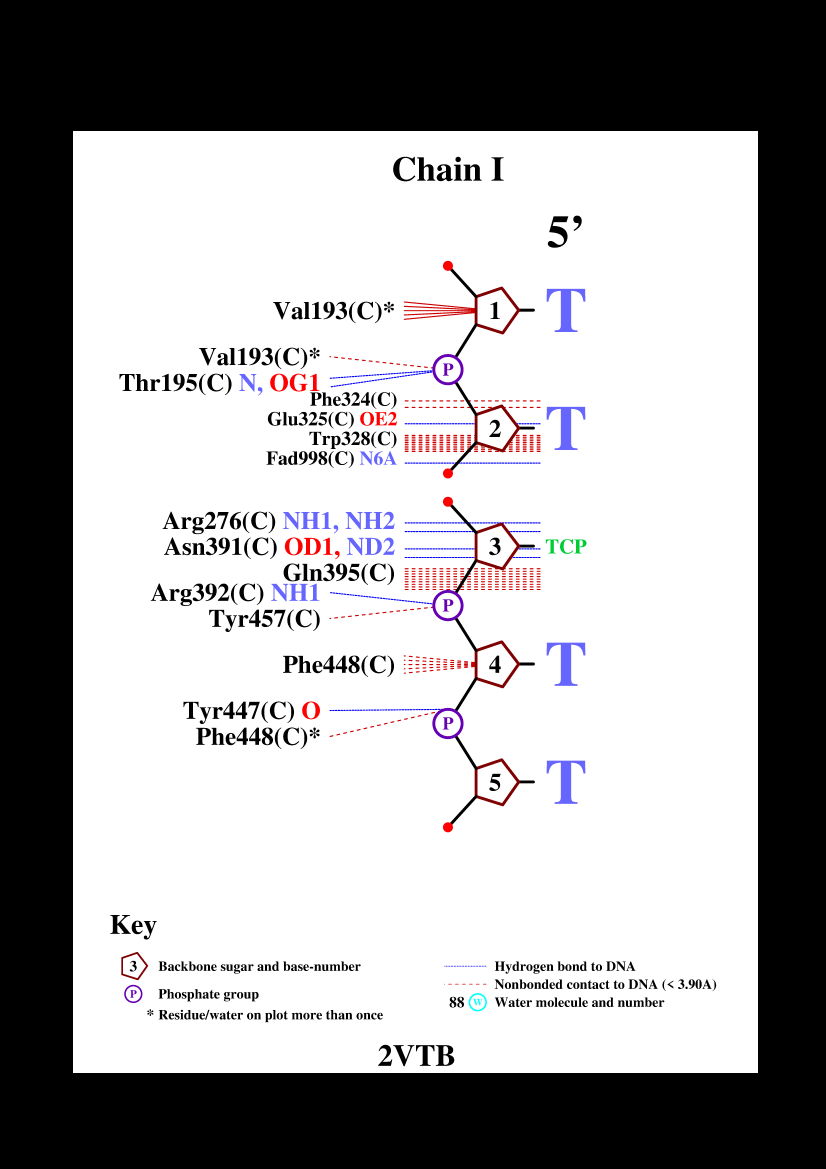 Chain I
5’
Val193(C)* 1 T
Val193(C)*
P
Thr195(C) N, OG1
Phe324(C)
Glu325(C) OE2
2 T
Trp328(C)
Fad998(C) N6A
Arg276(C) NH1, NH2
Asn391(C) OD1, ND2 3 TCP
Gln395(C)
Arg392(C) NH1
P
Tyr457(C)
Phe448(C) 4 T
Tyr447(C) O
P
Phe448(C)*
5 T
Key
3 Backbone sugar and base-number
P Phosphate group
* Residue/water on plot more than once
Hydrogen bond to DNA
Nonbonded contact to DNA (< 3.90A)
88 W Water molecule and number
2VTB